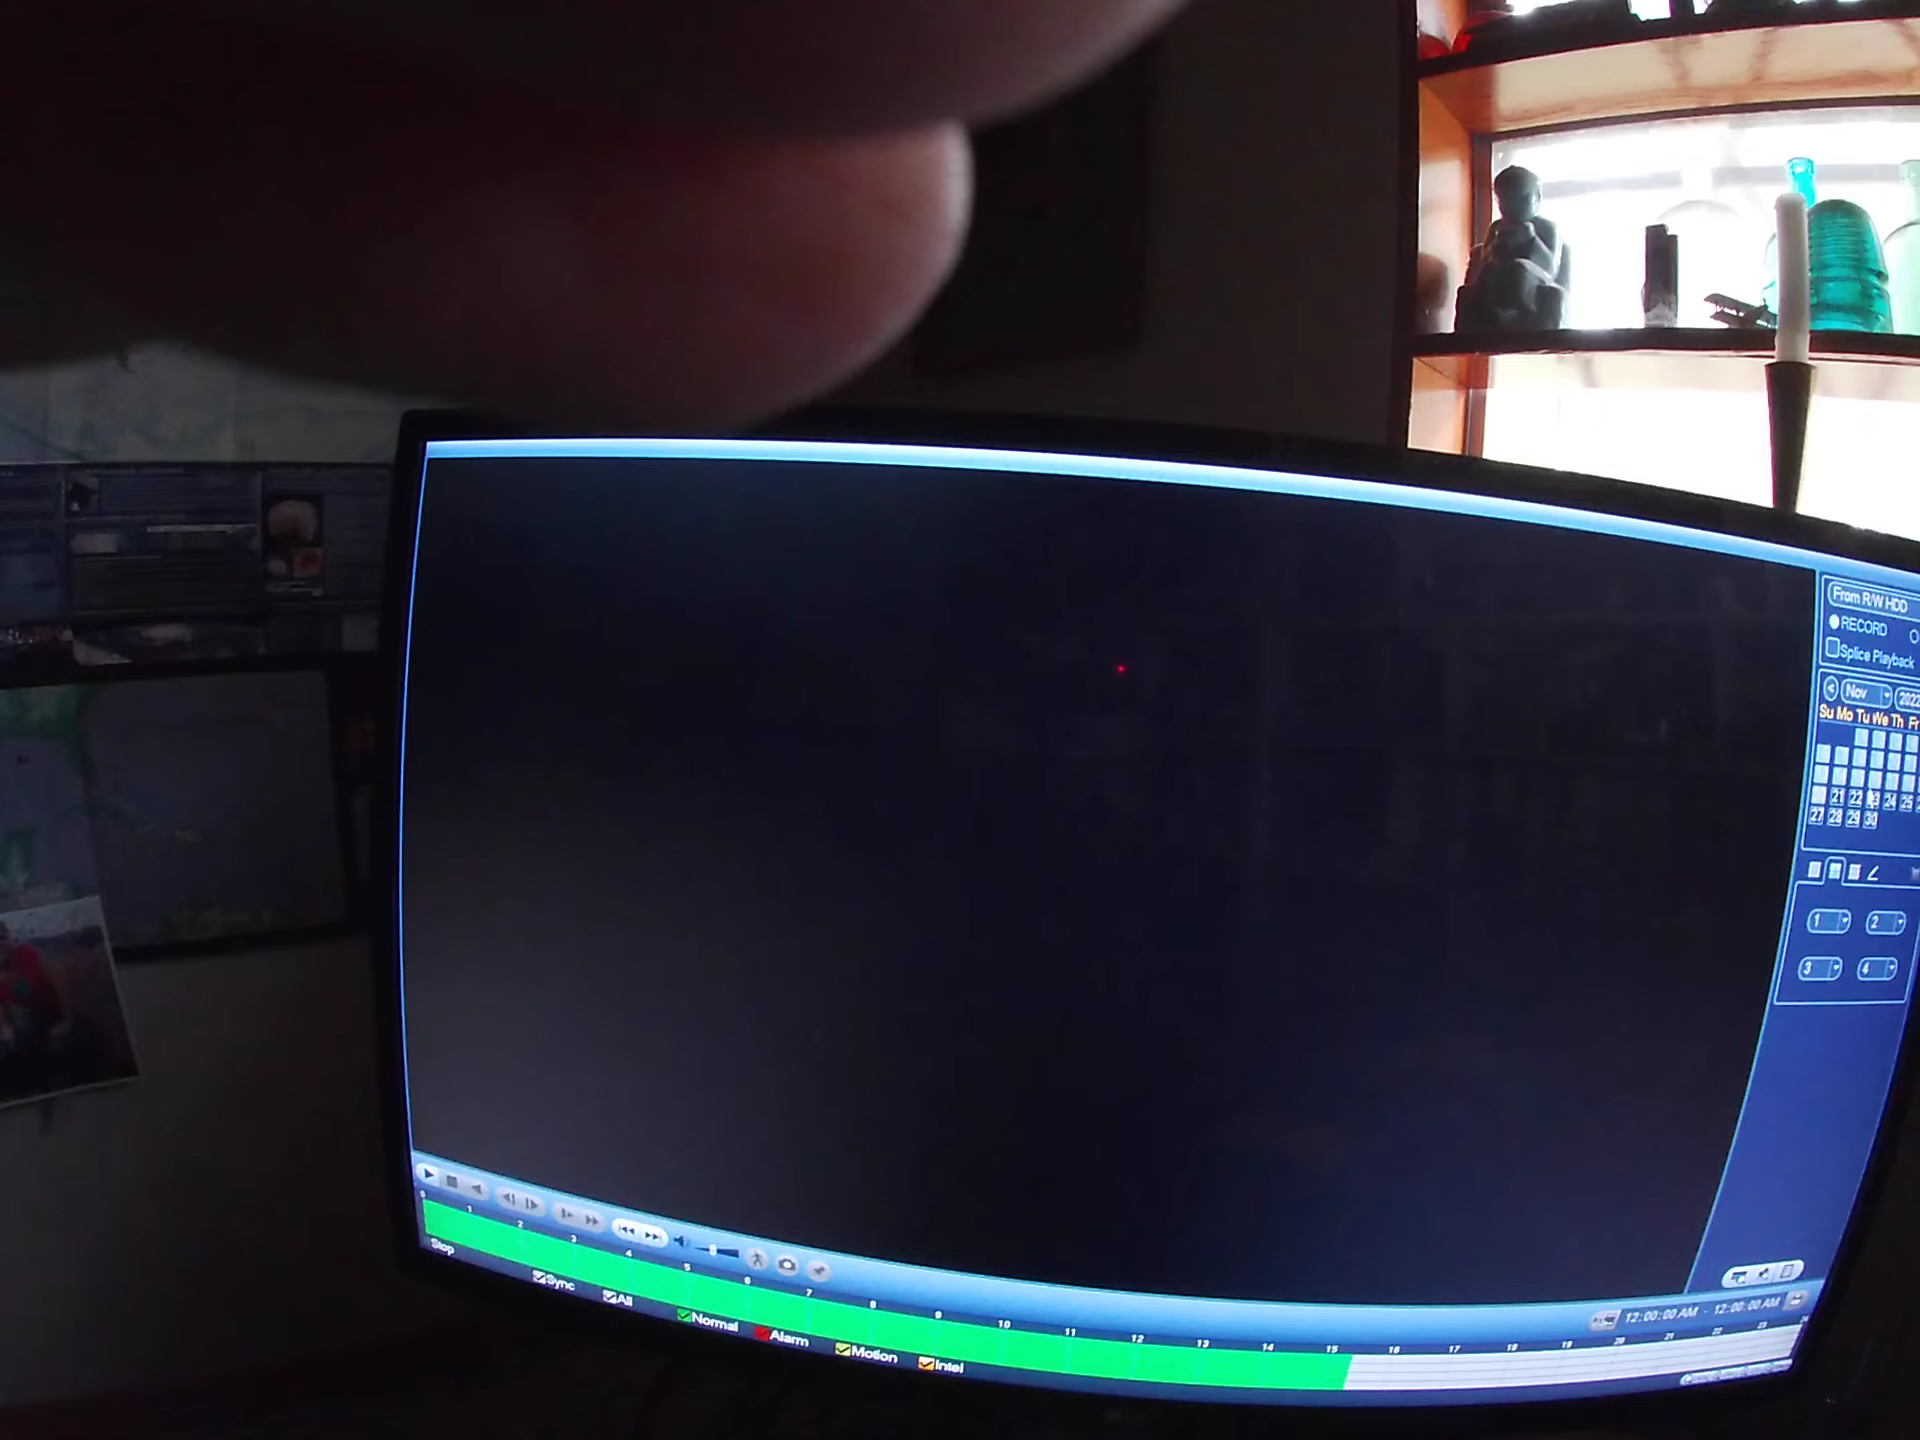 From R/W HDD
RECORD
Splice Playback
< Nov 2022
Su Mo Tu We Th Fr
21 22 23 24 25
27 28 29 30
1 2
3 4
12:00:00 AM - 12:00:00 AM
0 1 2 3 4 5 6 7 8 9 10 11 12 13 14 15 16 17 18 19 20 21 22 23 24
Stop
Sync All Normal Alarm Motion Intel